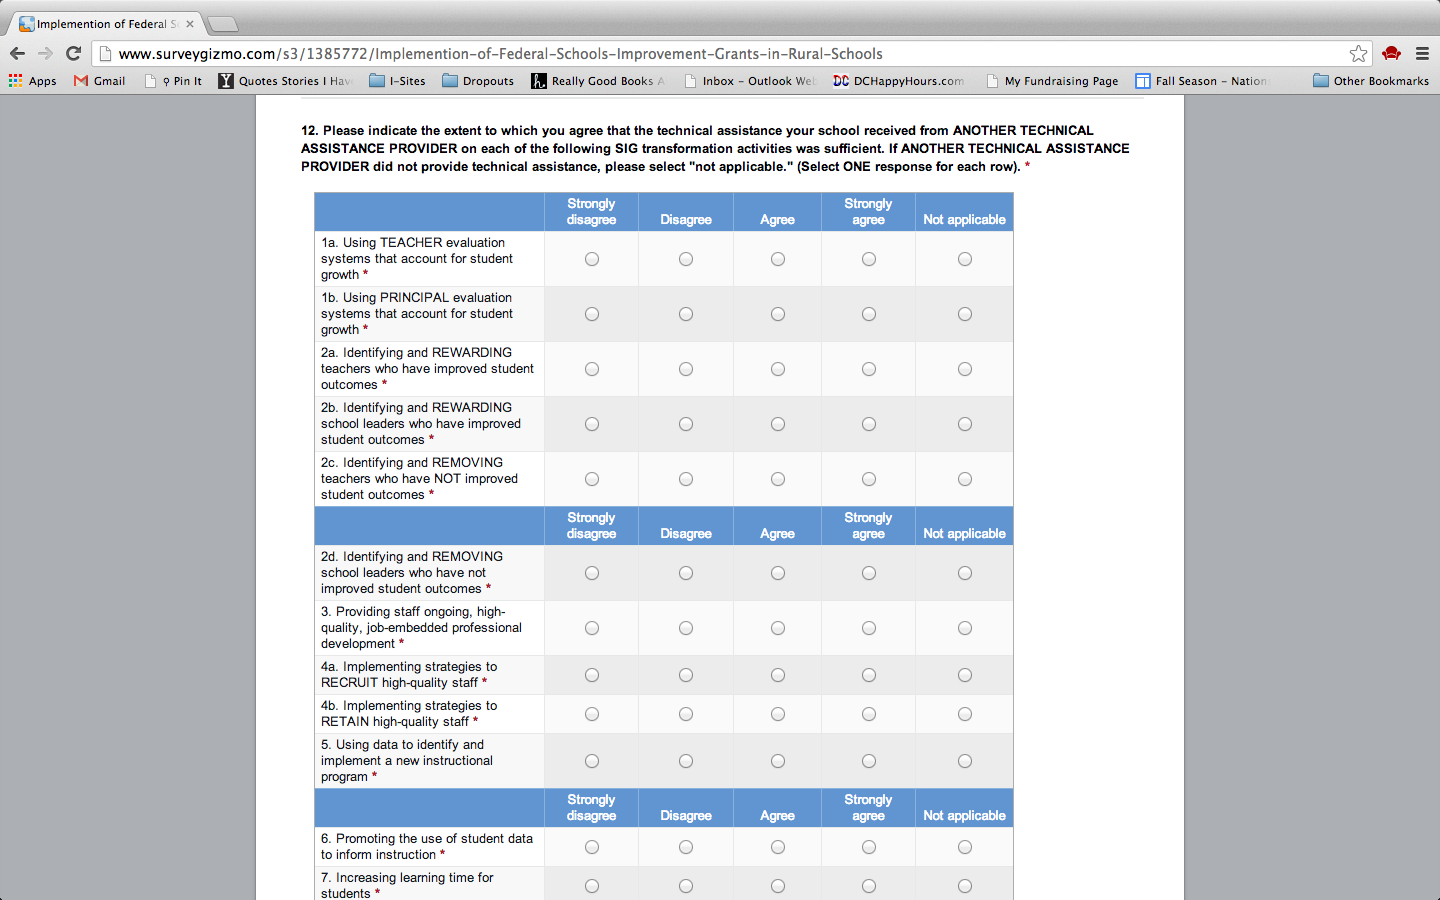 Implemention of Federal S
www.surveygizmo.com/s3/1385772/Implemention-of-Federal-Schools-Improvement-Grants-in-Rural-Schools
Apps Gmail Pin It Quotes Stories I Hav I-Sites Dropouts Really Good Books A Inbox – Outlook We DCHappyHours.com My Fundraising Page Fall Season – Nation Other Bookmarks
12. Please indicate the extent to which you agree that the technical assistance your school received from ANOTHER TECHNICAL
ASSISTANCE PROVIDER on each of the following SIG transformation activities was sufficient. If ANOTHER TECHNICAL ASSISTANCE
PROVIDER did not provide technical assistance, please select "not applicable." (Select ONE response for each row). *
Strongly disagree Disagree Agree Strongly agree Not applicable
1a. Using TEACHER evaluation
systems that account for student
growth *
1b. Using PRINCIPAL evaluation
systems that account for student
growth *
2a. Identifying and REWARDING
teachers who have improved student
outcomes *
2b. Identifying and REWARDING
school leaders who have improved
student outcomes *
2c. Identifying and REMOVING
teachers who have NOT improved
student outcomes *
Strongly disagree Disagree Agree Strongly agree Not applicable
2d. Identifying and REMOVING
school leaders who have not
improved student outcomes *
3. Providing staff ongoing, high-
quality, job-embedded professional
development *
4a. Implementing strategies to
RECRUIT high-quality staff *
4b. Implementing strategies to
RETAIN high-quality staff *
5. Using data to identify and
implement a new instructional
program *
Strongly disagree Disagree Agree Strongly agree Not applicable
6. Promoting the use of student data
to inform instruction *
7. Increasing learning time for
students *